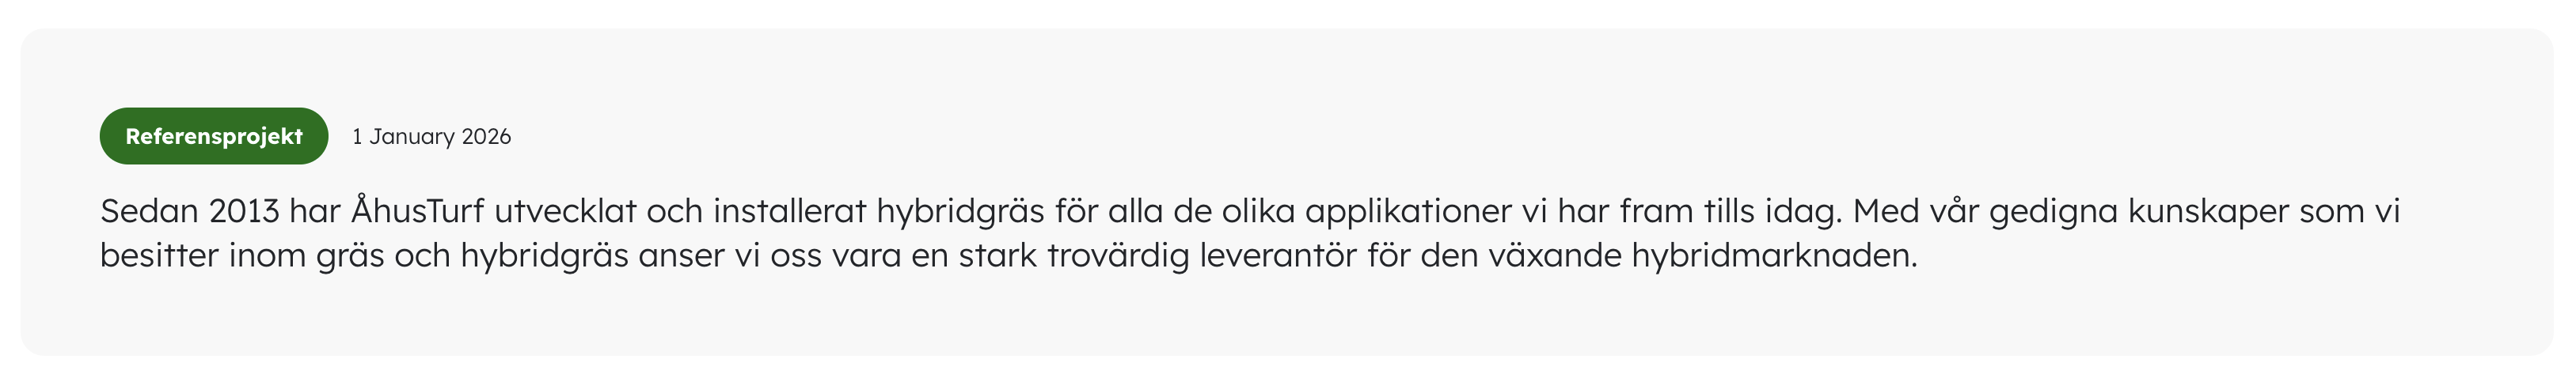 Referensprojekt 1 January 2026
Sedan 2013 har ÅhusTurf utvecklat och installerat hybridgräs för alla de olika applikationer vi har fram tills idag. Med vår gedigna kunskaper som vi
besitter inom gräs och hybridgräs anser vi oss vara en stark trovärdig leverantör för den växande hybridmarknaden.